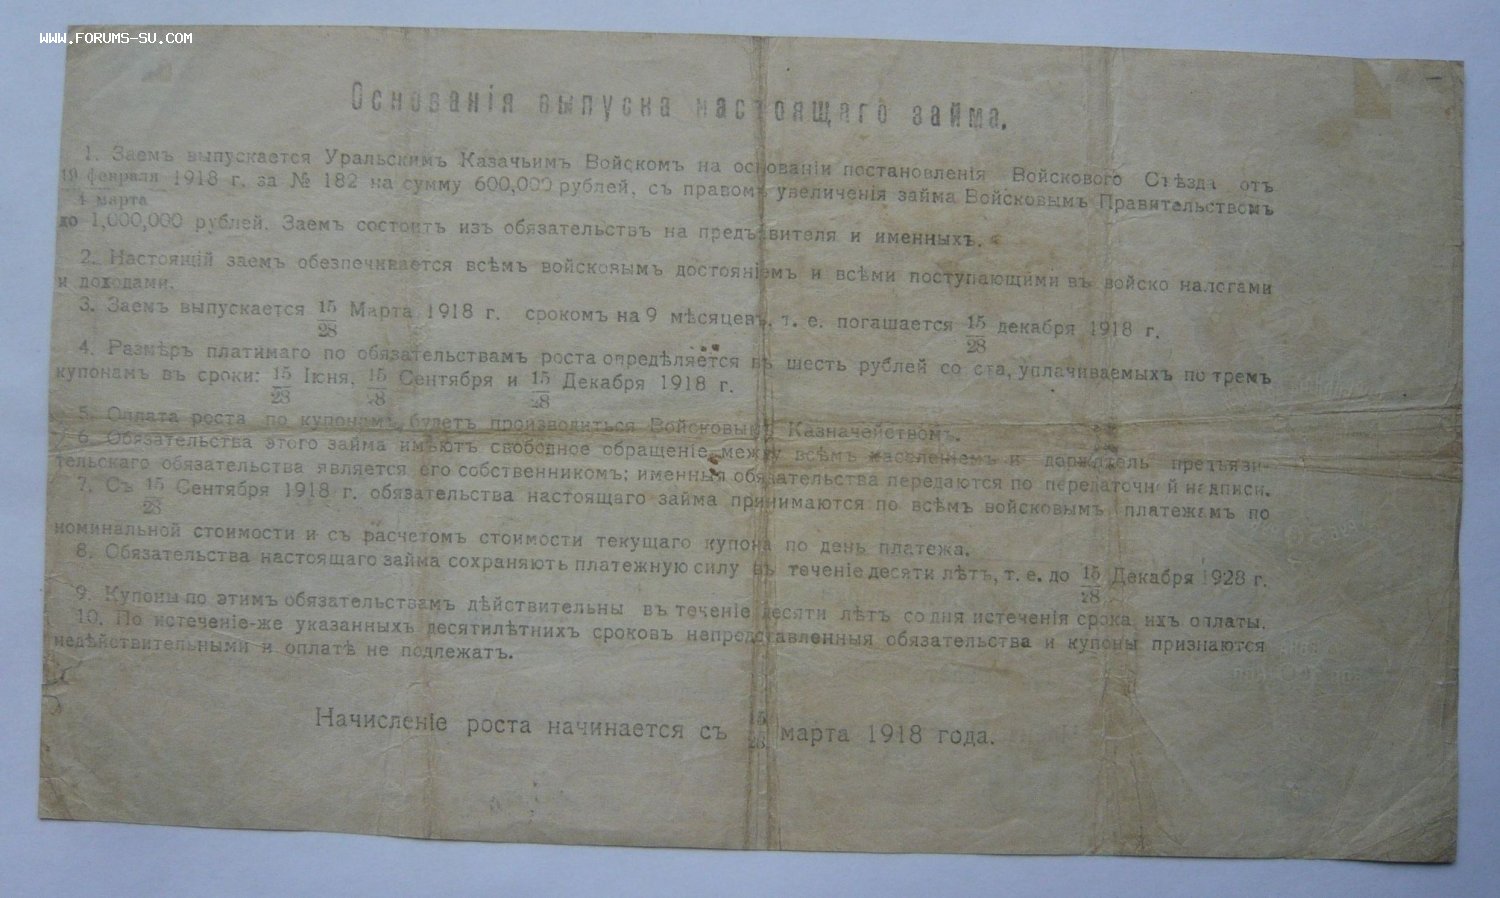 WWW.FORUMS-SU.COM
Основанія выпуска настоящаго займа.
1. Заемъ выпускается Уральскимъ Казачьимъ Войскомъ на основаніи постановленія Войскового Съѣзда отъ
19 февраля / 4 марта 1918 г. за № 182 на сумму 600,000 рублей, съ правомъ увеличенія займа Войсковымъ Правительствомъ
до 1,000,000 рублей. Заемъ состоитъ изъ обязательствъ на предъявителя и именныхъ.
2. Настоящій заемъ обезпечивается всѣмъ войсковымъ достояніемъ и всѣми поступающими въ войско налогами
и доходами.
3. Заемъ выпускается 15/28 Марта 1918 г. срокомъ на 9 мѣсяцевъ, т. е. погашается 15/28 декабря 1918 г.
4. Размѣръ платимаго по обязательствамъ роста опредѣляется въ шесть рублей со ста, уплачиваемыхъ по тремъ
купонамъ въ сроки: 15/28 Іюня, 15/28 Сентября и 15/28 Декабря 1918 г.
5. Оплата роста по купонамъ будетъ производиться Войсковымъ Казначействомъ.
6. Обязательства этого займа имѣютъ свободное обращеніе между всѣмъ населеніемъ и держатель предъяви-
тельскаго обязательства является его собственникомъ; именныя обязательства передаются по передаточной надписи.
7. Съ 15/28 Сентября 1918 г. обязательства настоящаго займа принимаются по всѣмъ войсковымъ платежамъ по
номинальной стоимости и съ расчетомъ стоимости текущаго купона по день платежа.
8. Обязательства настоящаго займа сохраняютъ платежную силу въ теченіе десяти лѣтъ, т. е. до 15/28 Декабря 1928 г.
9. Купоны по этимъ обязательствамъ дѣйствительны въ теченіе десяти лѣтъ со дня истеченія срока ихъ оплаты.
10. По истеченіе-же указанныхъ десятилѣтнихъ сроковъ непредставленныя обязательства и купоны признаются
недѣйствительными и оплатѣ не подлежатъ.
Начисленіе роста начинается съ 15/28 марта 1918 года.